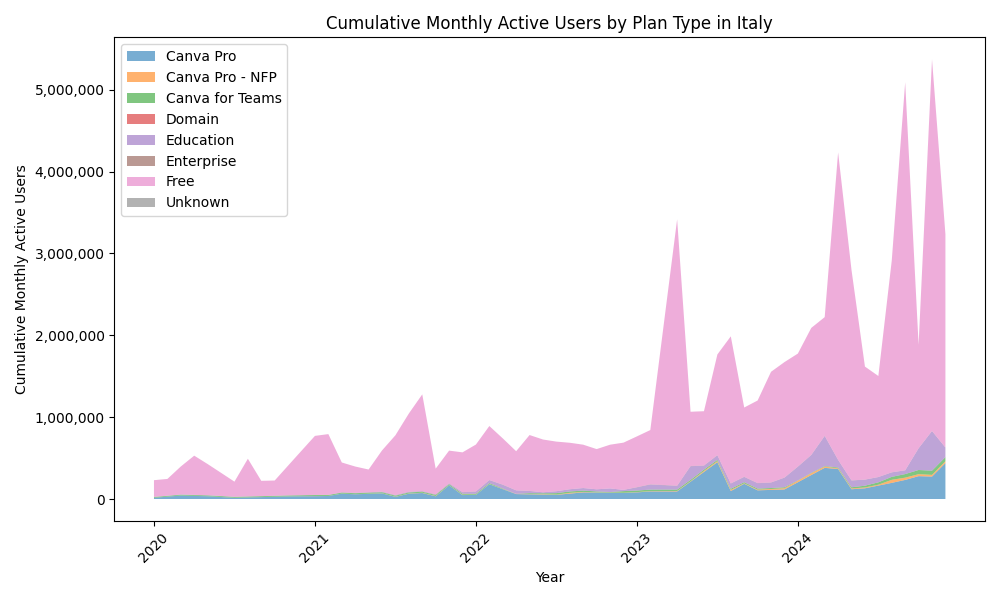 Cumulative Monthly Active Users by Plan Type in Italy
Canva Pro
Canva Pro - NFP
Canva for Teams
Domain
Education
Enterprise
Free
Unknown
Cumulative Monthly Active Users
5,000,000
4,000,000
3,000,000
2,000,000
1,000,000
0
2020
2021
2022
2023
2024
Year